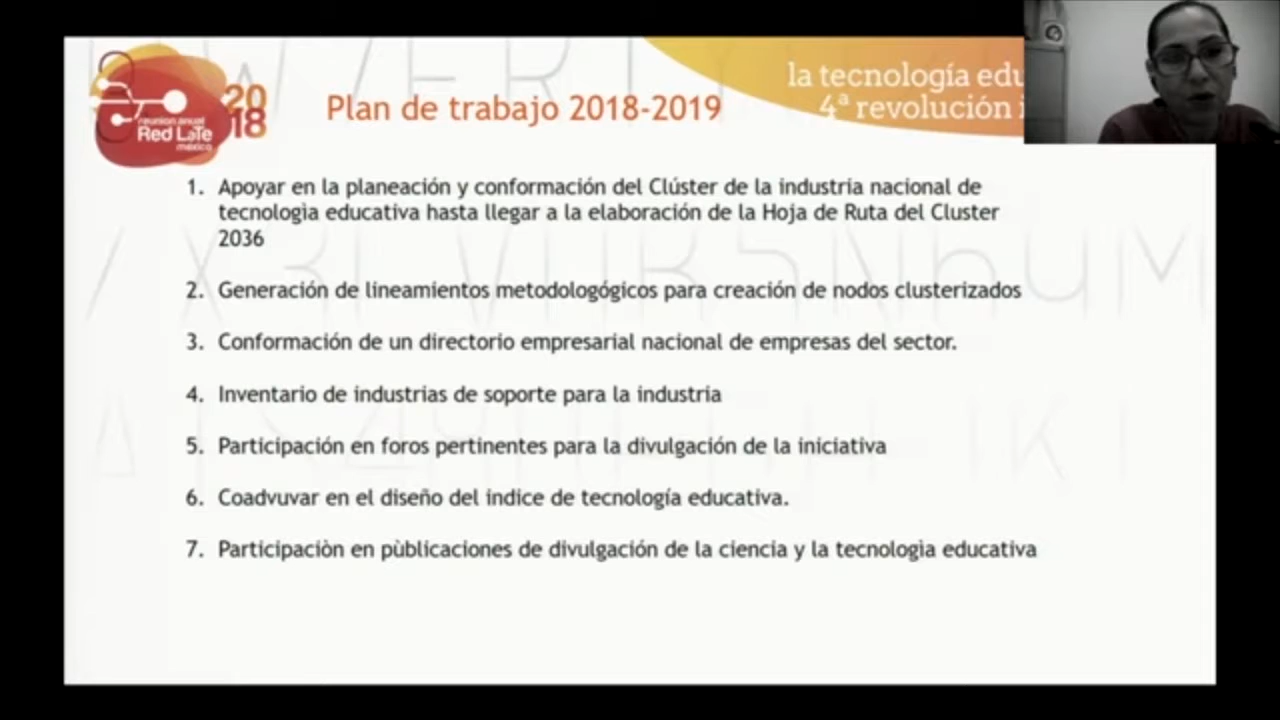 2018
reunion anual
Red LaTe
méxico
Plan de trabajo 2018-2019
la tecnología edu
4ª revolución i
1. Apoyar en la planeación y conformación del Clúster de la industria nacional de
tecnologìa educativa hasta llegar a la elaboración de la Hoja de Ruta del Cluster
2036
2. Generación de lineamientos metodologógicos para creación de nodos clusterizados
3. Conformación de un directorio empresarial nacional de empresas del sector.
4. Inventario de industrias de soporte para la industria
5. Participación en foros pertinentes para la divulgación de la iniciativa
6. Coadvuvar en el diseño del indice de tecnología educativa.
7. Participaciòn en pùblicaciones de divulgación de la ciencia y la tecnologìa educativa